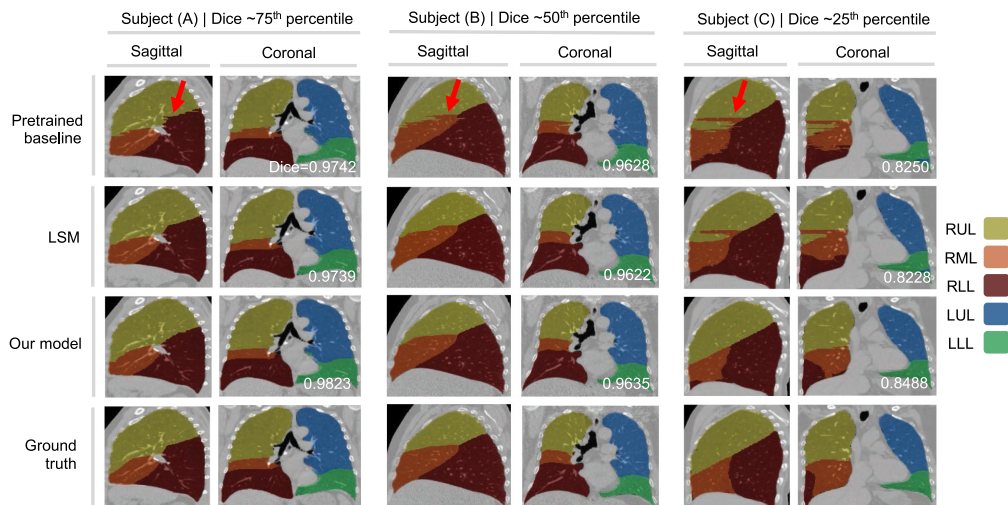 Subject (A) | Dice ~75th percentile
Subject (B) | Dice ~50th percentile
Subject (C) | Dice ~25th percentile
Sagittal
Coronal
Sagittal
Coronal
Sagittal
Coronal
Pretrained
baseline
Dice=0.9742
0.9628
0.8250
LSM
0.9739
0.9622
0.8228
Our model
0.9823
0.9635
0.8488
Ground
truth
RUL
RML
RLL
LUL
LLL